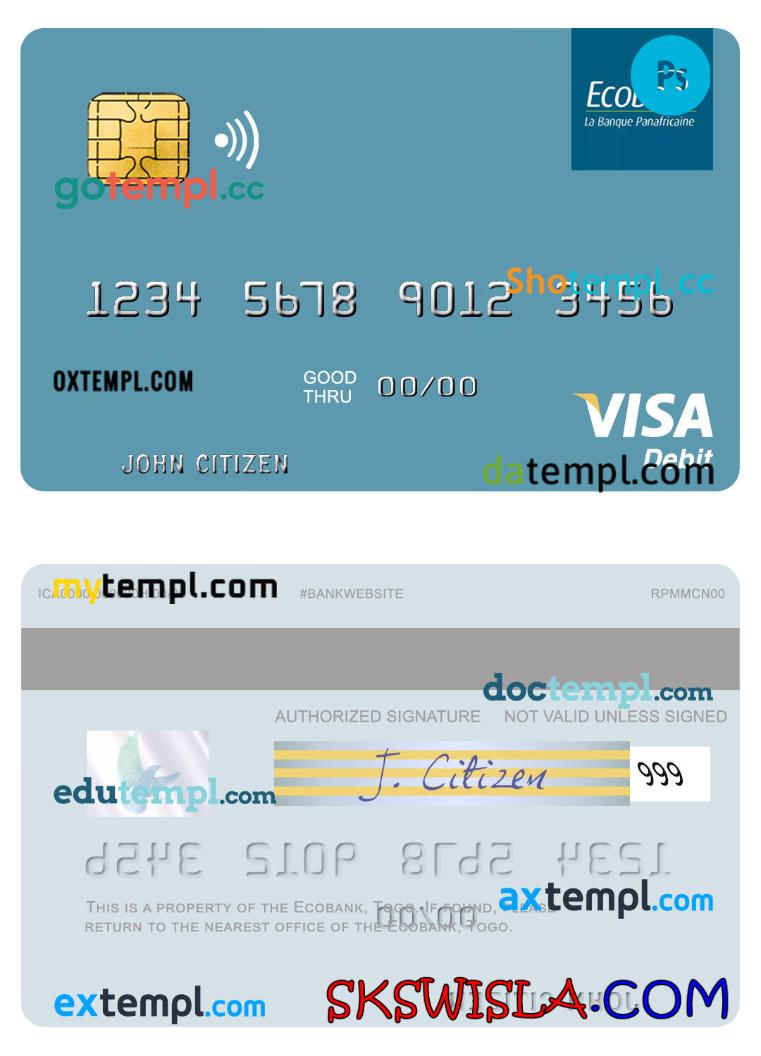 Ps
La Banque Panafricaine
gotempl.cc
Shotempl.cc
1234 5678 9012 3456
OXTEMPL.COM
GOOD THRU 00/00
VISA
Debit
JOHN CITIZEN
datempl.com
mytempl.com
#BANKWEBSITE
RPMMCN00
doctempl.com
AUTHORIZED SIGNATURE NOT VALID UNLESS SIGNED
J. Citizen
999
edutempl.com
THIS IS A PROPERTY OF THE ECOBANK, TOGO. IF FOUND, PLEASE
RETURN TO THE NEAREST OFFICE OF THE ECOBANK, TOGO.
00/00
axtempl.com
extempl.com
SKSWISLA.COM